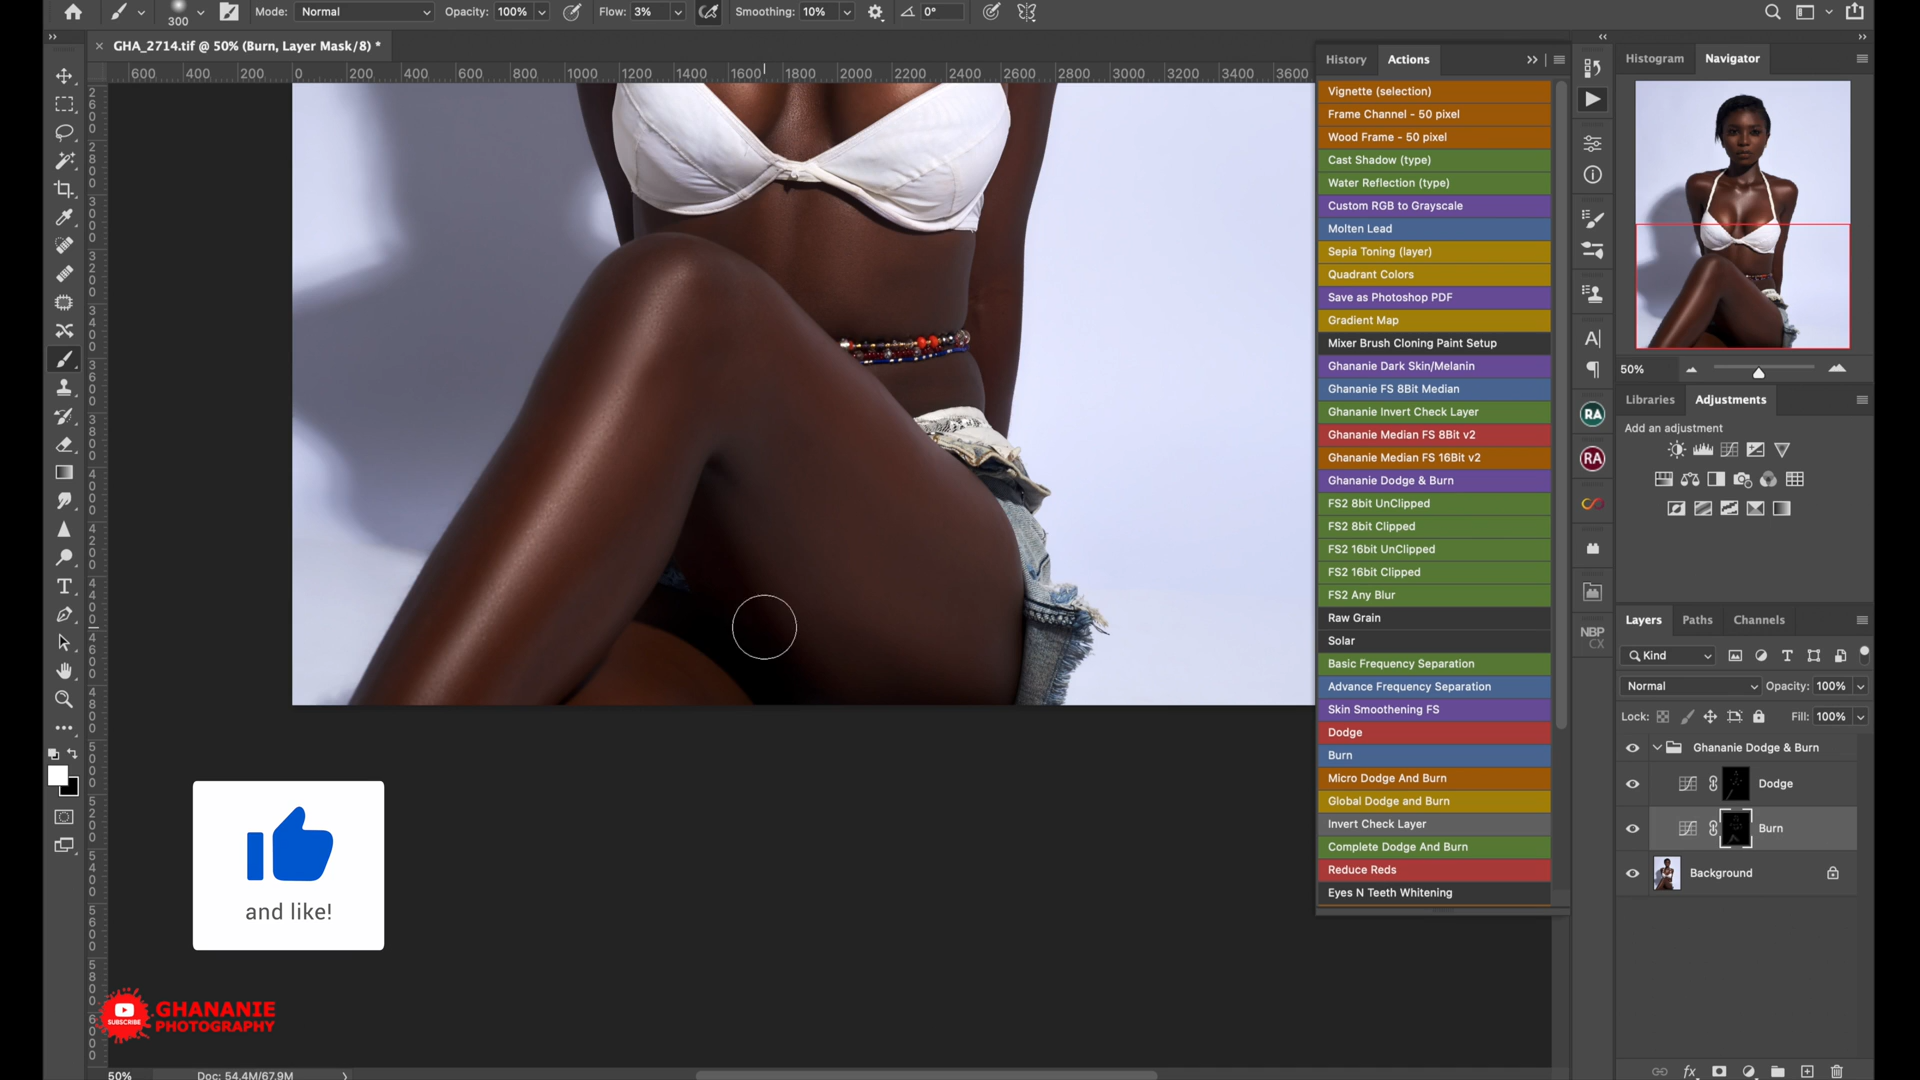 300
Mode: Normal
Opacity: 100%
Flow: 3%
Smoothing: 10%
0°
GHA_2714.tif @ 50% (Burn, Layer Mask/8) *
600 400 200 0 200 400 600 800 1000 1200 1400 1600 1800 2000 2200 2400 2600 2800 3000 3200 3400 3600
History
Actions
Vignette (selection)
Frame Channel - 50 pixel
Wood Frame - 50 pixel
Cast Shadow (type)
Water Reflection (type)
Custom RGB to Grayscale
Molten Lead
Sepia Toning (layer)
Quadrant Colors
Save as Photoshop PDF
Gradient Map
Mixer Brush Cloning Paint Setup
Ghananie Dark Skin/Melanin
Ghananie FS 8Bit Median
Ghananie Invert Check Layer
Ghananie Median FS 8Bit v2
Ghananie Median FS 16Bit v2
Ghananie Dodge & Burn
FS2 8bit UnClipped
FS2 8bit Clipped
FS2 16bit UnClipped
FS2 16bit Clipped
FS2 Any Blur
Raw Grain
Solar
Basic Frequency Separation
Advance Frequency Separation
Skin Smoothening FS
Dodge
Burn
Micro Dodge And Burn
Global Dodge and Burn
Invert Check Layer
Complete Dodge And Burn
Reduce Reds
Eyes N Teeth Whitening
RA
RA
NBP
CX
Histogram
Navigator
50%
Libraries
Adjustments
Add an adjustment
Layers
Paths
Channels
Kind
Normal
Opacity: 100%
Lock:
Fill: 100%
Ghananie Dodge & Burn
Dodge
Burn
Background
and like!
SUBSCRIBE
GHANANIE
PHOTOGRAPHY
50%
Doc: 54.4M/67.9M